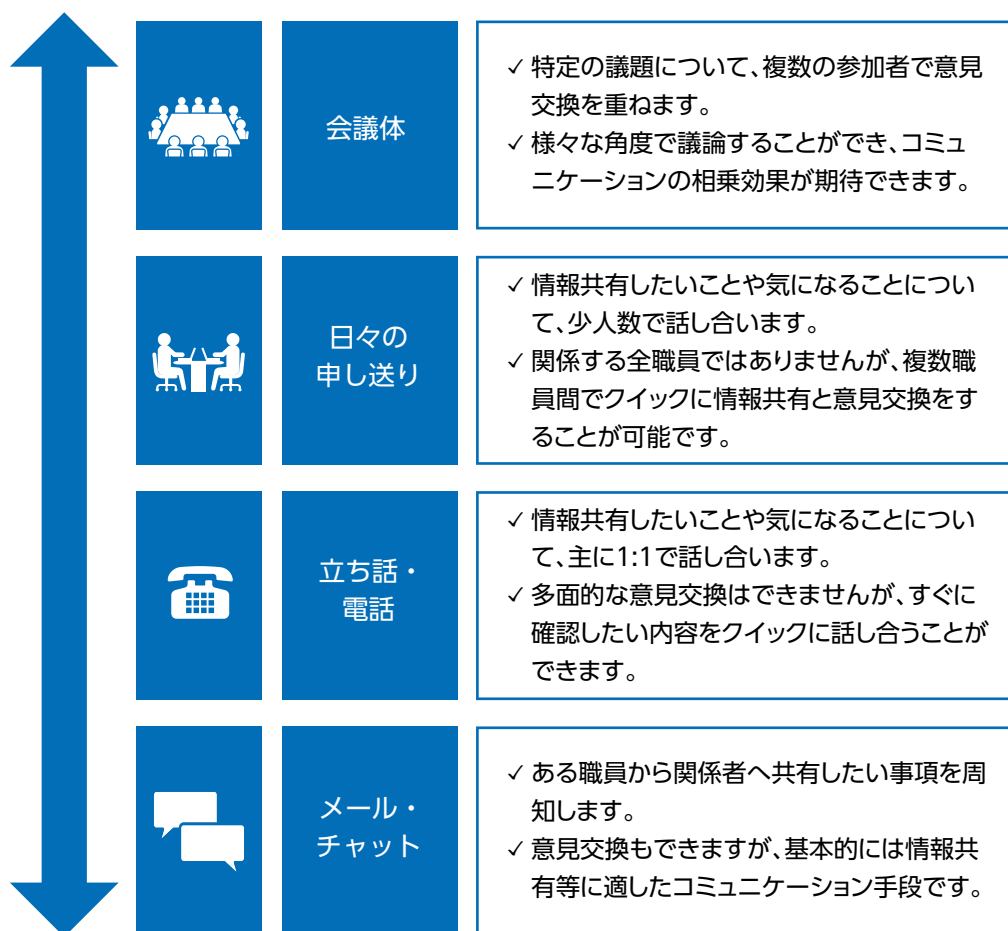 会議体
✓ 特定の議題について、複数の参加者で意見
交換を重ねます。
✓ 様々な角度で議論することができ、コミュ
ニケーションの相乗効果が期待できます。
日々の
申し送り
✓ 情報共有したいことや気になることについ
て、少人数で話し合います。
✓ 関係する全職員ではありませんが、複数職
員間でクイックに情報共有と意見交換をす
ることが可能です。
立ち話・
電話
✓ 情報共有したいことや気になることについ
て、主に1:1で話し合います。
✓ 多面的な意見交換はできませんが、すぐに
確認したい内容をクイックに話し合うことが
できます。
メール・
チャット
✓ ある職員から関係者へ共有したい事項を周
知します。
✓ 意見交換もできますが、基本的には情報共
有等に適したコミュニケーション手段です。